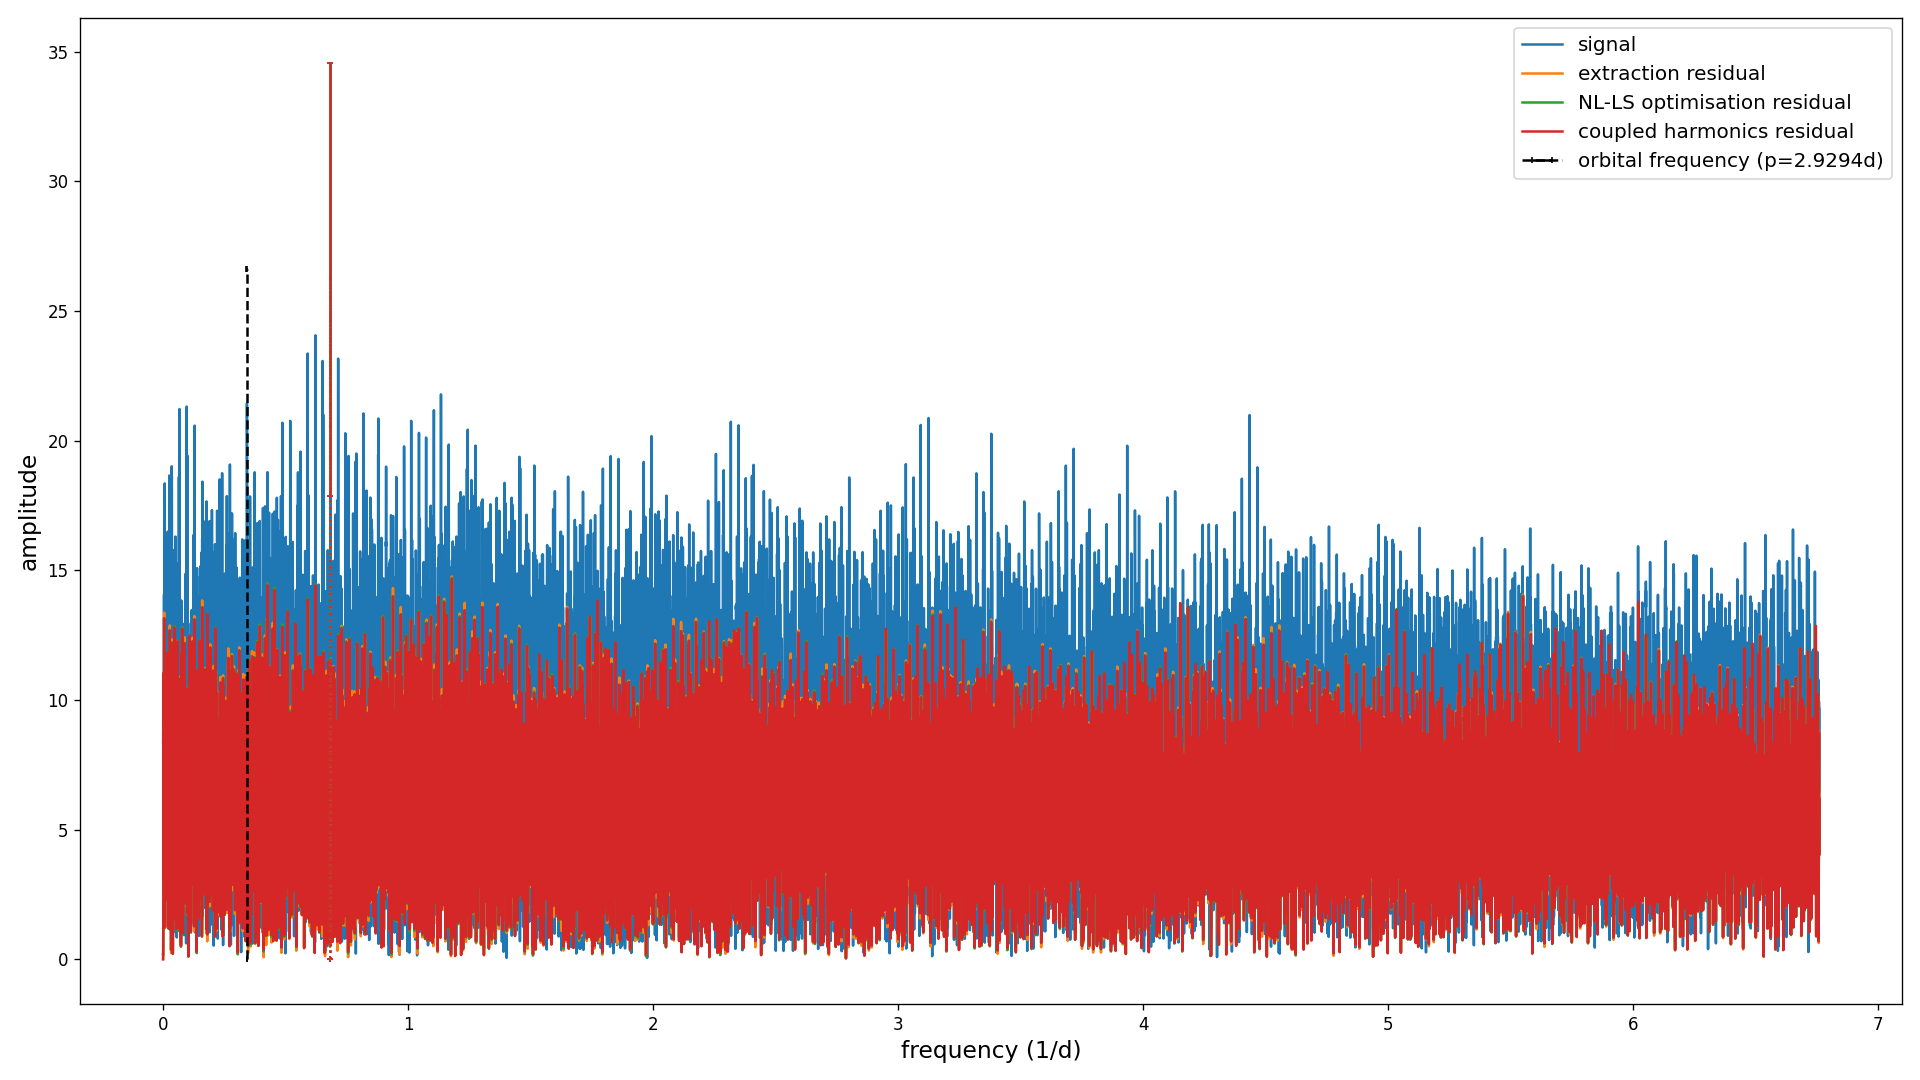 signal
extraction residual
NL-LS optimisation residual
coupled harmonics residual
orbital frequency (p=2.9294d)
amplitude
35
30
25
20
15
10
5
0
0 1 2 3 4 5 6 7
frequency (1/d)